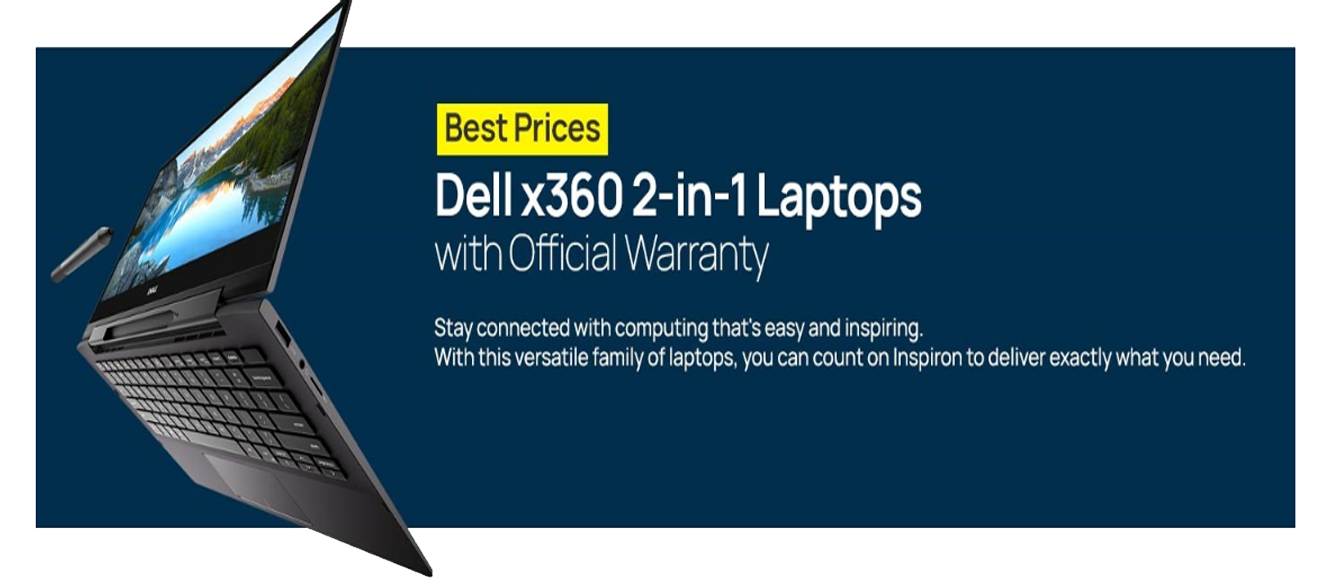 Best Prices
Dell x360 2-in-1 Laptops
with Official Warranty
Stay connected with computing that's easy and inspiring.
With this versatile family of laptops, you can count on Inspiron to deliver exactly what you need.
DELL